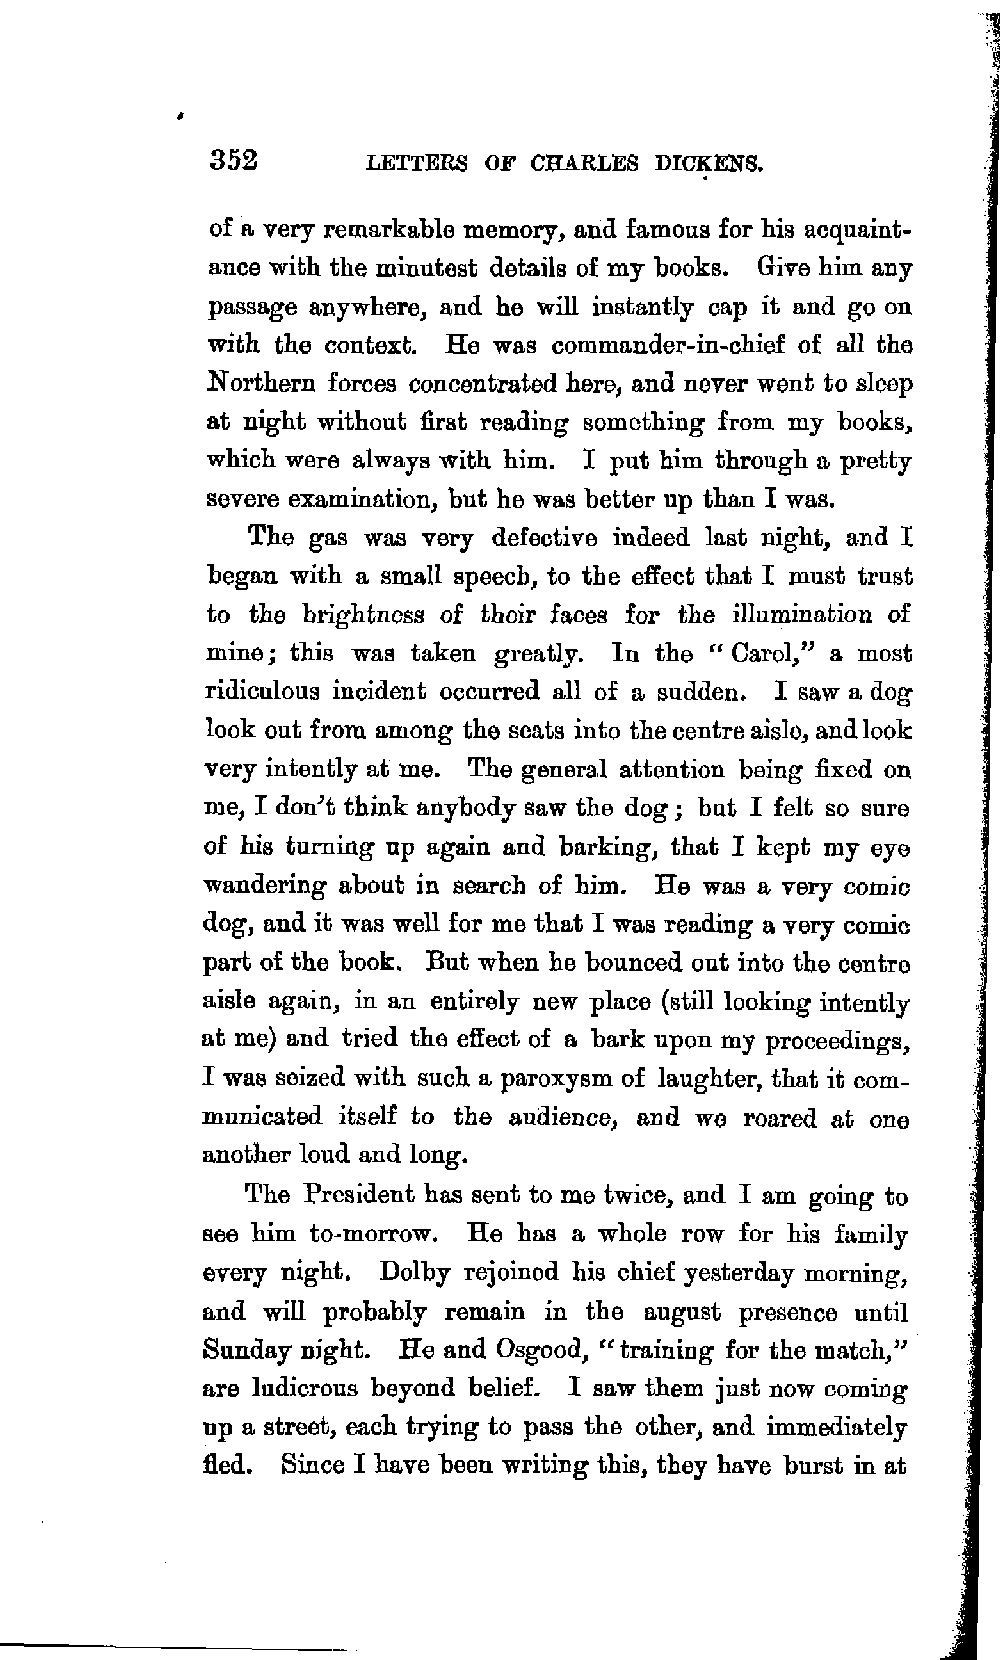 352 LETTERS OF CHARLES DICKENS.
of a very remarkable memory, and famous for his acquaint-
ance with the minutest details of my books. Give him any
passage anywhere, and he will instantly cap it and go on
with the context. He was commander-in-chief of all the
Northern forces concentrated here, and never went to sleep
at night without first reading something from my books,
which were always with him. I put him through a pretty
severe examination, but he was better up than I was.
The gas was very defective indeed last night, and I
began with a small speech, to the effect that I must trust
to the brightness of their faces for the illumination of
mine; this was taken greatly. In the “Carol,” a most
ridiculous incident occurred all of a sudden. I saw a dog
look out from among the seats into the centre aisle, and look
very intently at me. The general attention being fixed on
me, I don’t think anybody saw the dog; but I felt so sure
of his turning up again and barking, that I kept my eye
wandering about in search of him. He was a very comic
dog, and it was well for me that I was reading a very comic
part of the book. But when he bounced out into the centre
aisle again, in an entirely new place (still looking intently
at me) and tried the effect of a bark upon my proceedings,
I was seized with such a paroxysm of laughter, that it com-
municated itself to the audience, and we roared at one
another loud and long.
The President has sent to me twice, and I am going to
see him to-morrow. He has a whole row for his family
every night. Dolby rejoined his chief yesterday morning,
and will probably remain in the august presence until
Sunday night. He and Osgood, “training for the match,”
are ludicrous beyond belief. I saw them just now coming
up a street, each trying to pass the other, and immediately
fled. Since I have been writing this, they have burst in at